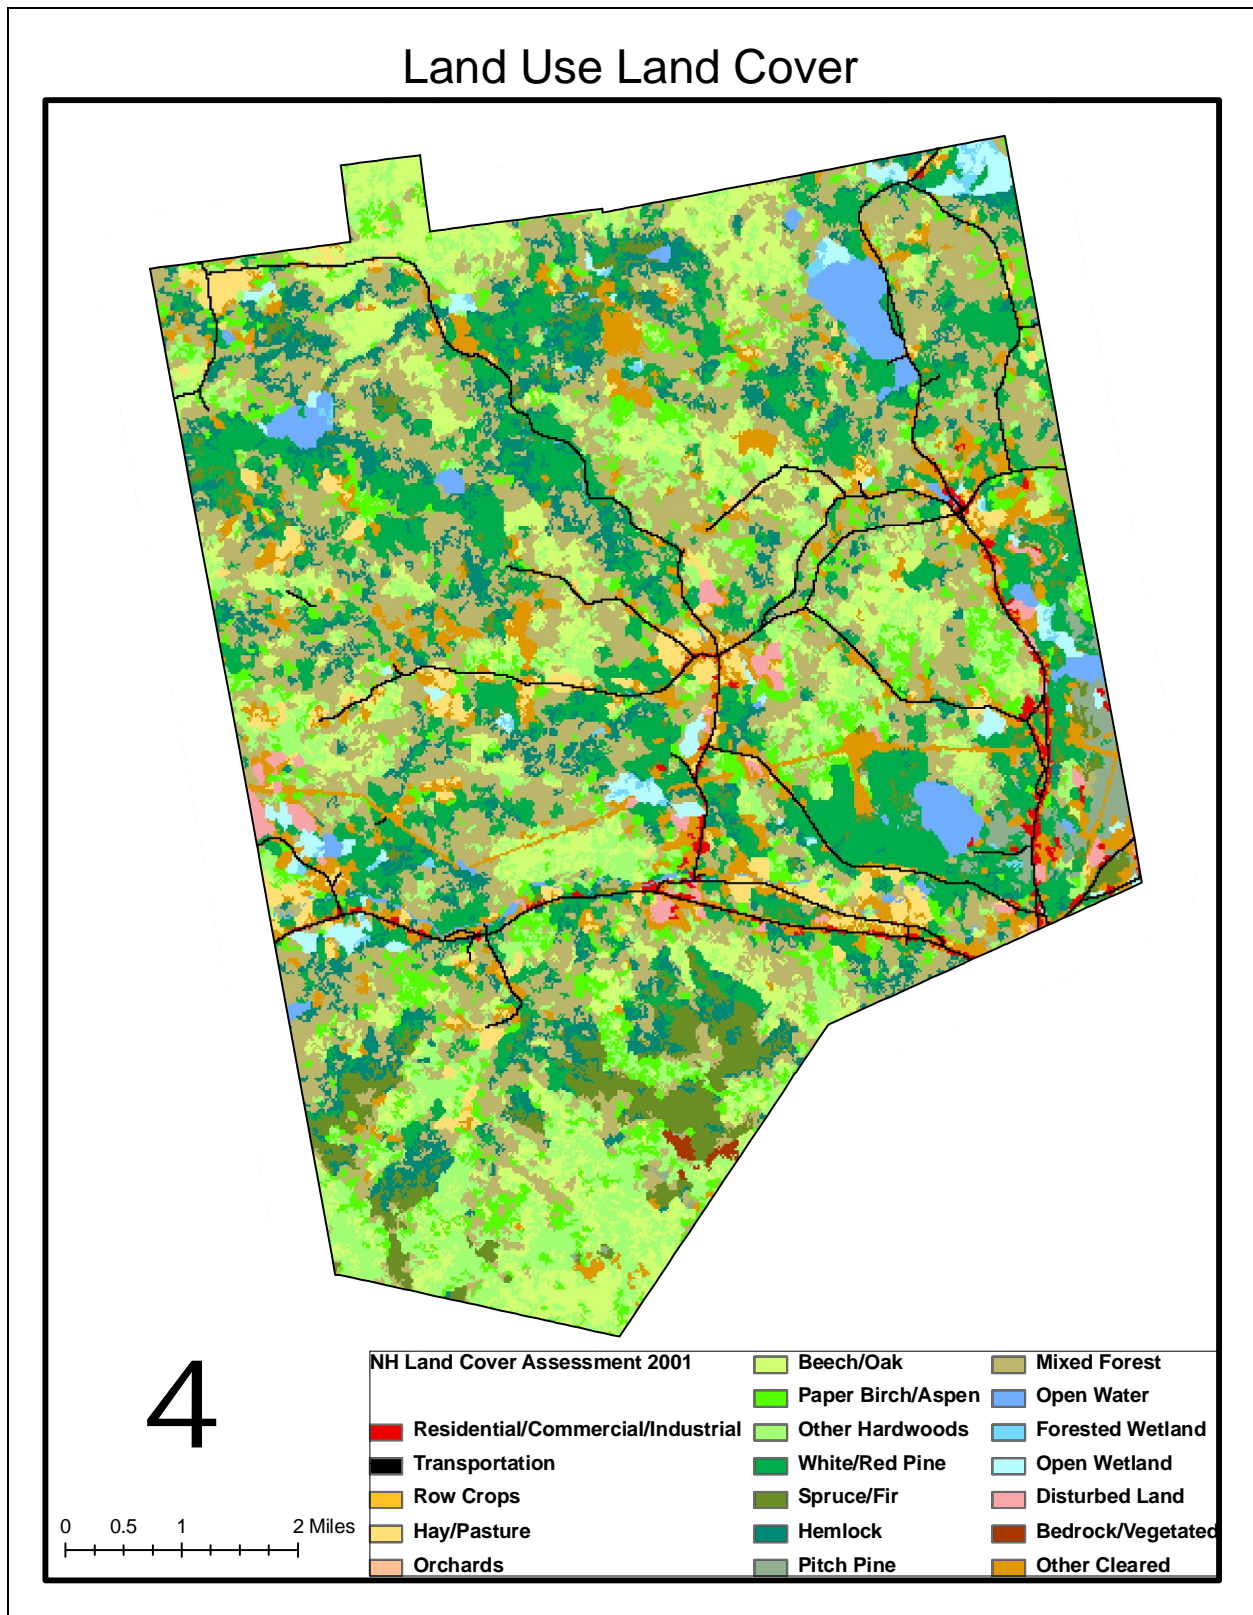 Land Use Land Cover
4
0 0.5 1 2 Miles
NH Land Cover Assessment 2001
Residential/Commercial/Industrial
Transportation
Row Crops
Hay/Pasture
Orchards
Beech/Oak
Paper Birch/Aspen
Other Hardwoods
White/Red Pine
Spruce/Fir
Hemlock
Pitch Pine
Mixed Forest
Open Water
Forested Wetland
Open Wetland
Disturbed Land
Bedrock/Vegetated
Other Cleared